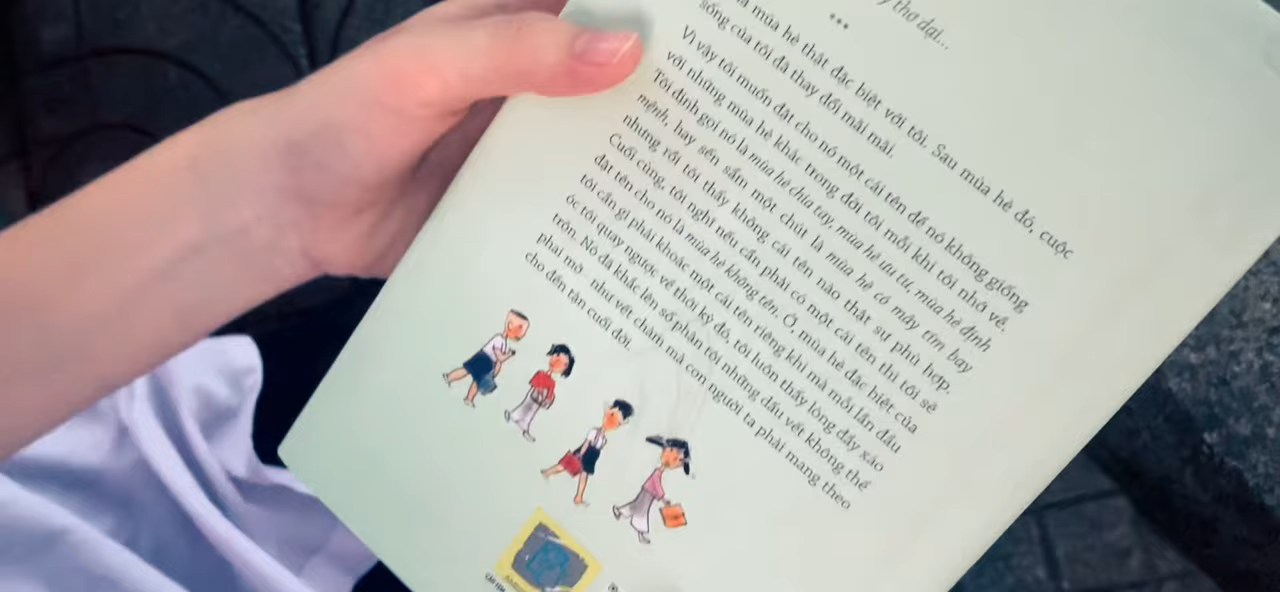 thơ dại...
***
mùa hè thật đặc biệt với tôi. Sau mùa hè đó, cuộc
sống của tôi đã thay đổi mãi mãi.
Vì vậy tôi muốn đặt cho nó một cái tên để nó không giống
với những mùa hè khác trong đời tôi mỗi khi tôi nhớ về.
Tôi định gọi nó là mùa hè chia tay, mùa hè ưu tư, mùa hè định
mệnh, hay sến sẩm một chút là mùa hè có mây tím bay
nhưng rồi tôi thấy không cái tên nào thật sự phù hợp.
Cuối cùng, tôi nghĩ nếu cần phải có một cái tên thì tôi sẽ
đặt tên cho nó là mùa hè không tên. Ờ, mùa hè đặc biệt của
tôi cần gì phải khoác một cái tên riêng khi mà mỗi lần đầu
óc tôi quay ngược về thời kỳ đó, tôi luôn thấy lòng đầy xáo
trộn. Nó đã khắc lên số phận tôi những dấu vết không thể
phai mờ - như vết chàm mà con người ta phải mang theo
cho đến tận cuối đời.